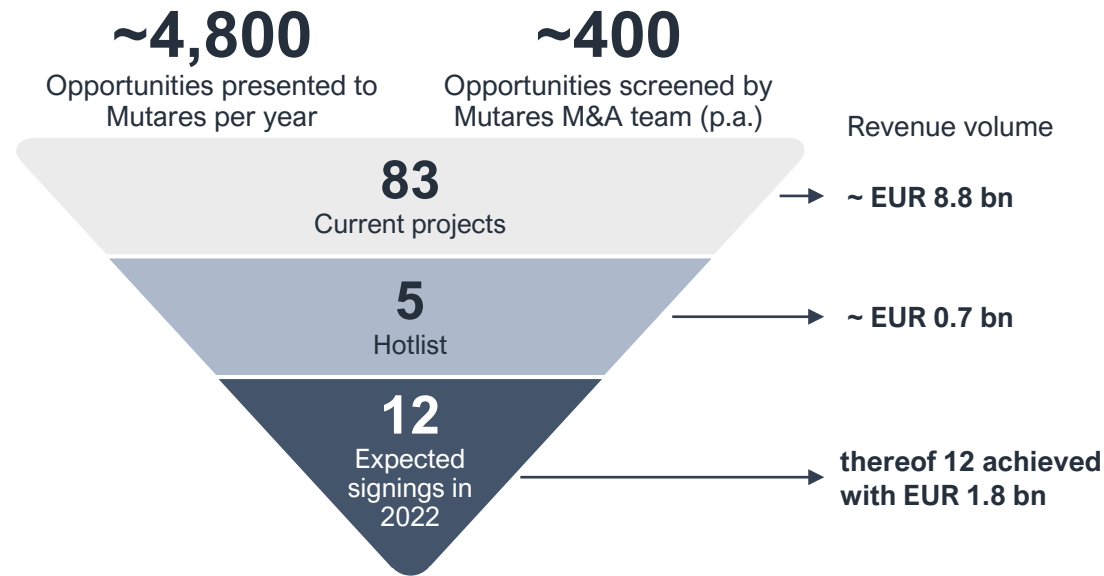 ~4,800
Opportunities presented to
Mutares per year
~400
Opportunities screened by
Mutares M&A team (p.a.)
Revenue volume
83
Current projects
~ EUR 8.8 bn
5
Hotlist
~ EUR 0.7 bn
12
Expected
signings in
2022
thereof 12 achieved
with EUR 1.8 bn